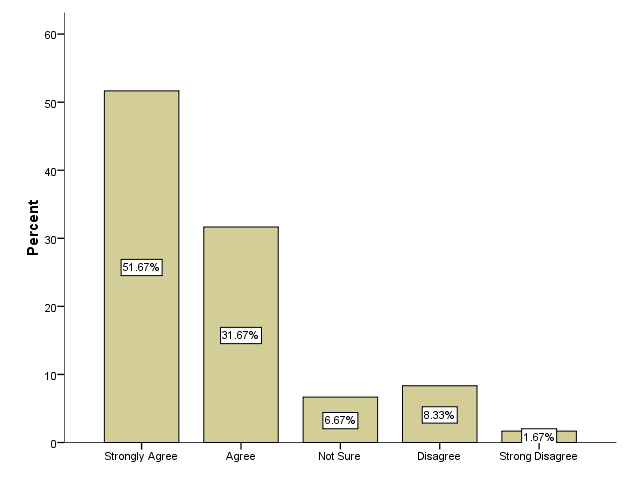 60
50
40
30
20
10
0
Percent
51.67%
31.67%
6.67%
8.33%
1.67%
Strongly Agree
Agree
Not Sure
Disagree
Strong Disagree